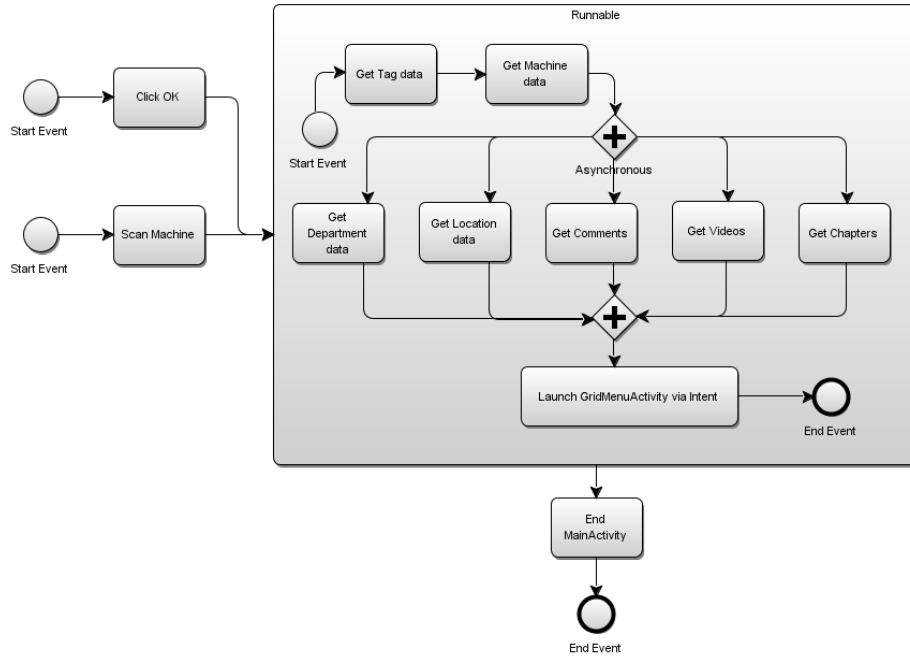 Runnable
Start Event
Click OK
Start Event
Scan Machine
Start Event
Get Tag data
Get Machine
data
Asynchronous
Get
Department
data
Get Location
data
Get Comments
Get Videos
Get Chapters
Launch GridMenuActivity via Intent
End Event
End
MainActivity
End Event